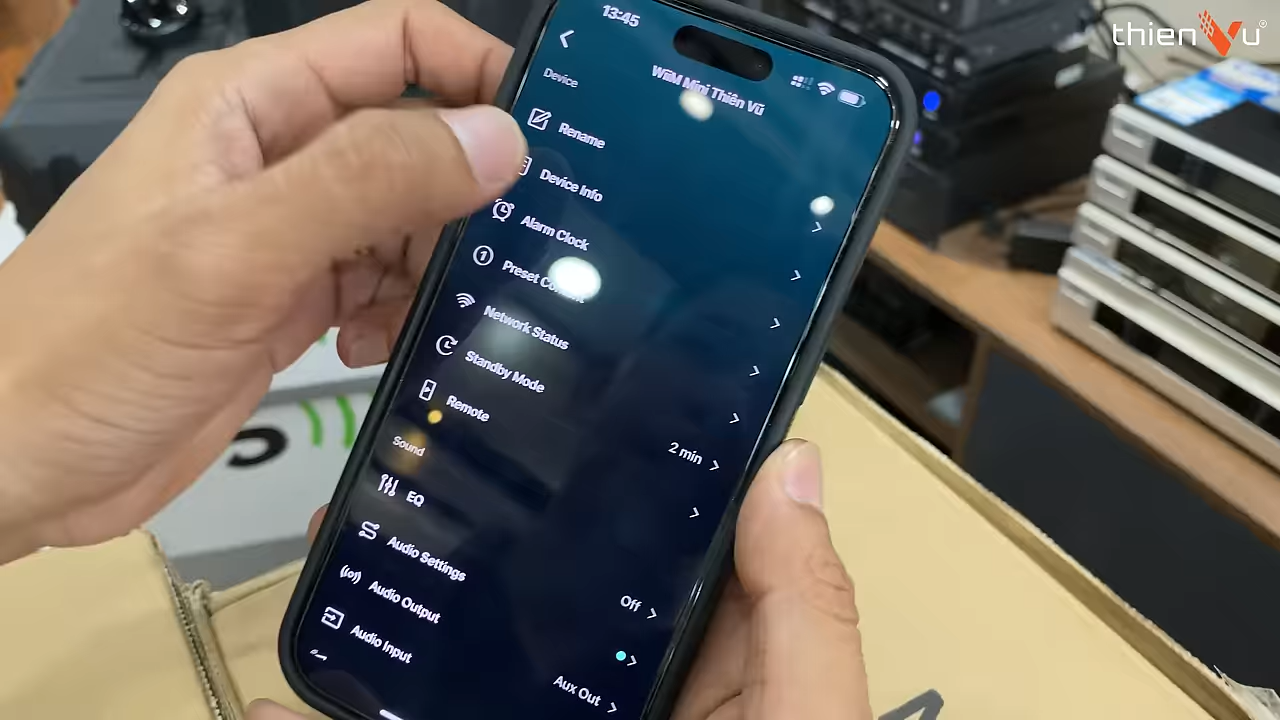 thienVu®
13:45
WiiM Mini Thiên Vũ
Device
Rename
Device Info
Alarm Clock
Preset
Network Status
Standby Mode
2 min
Remote
Sound
EQ
Off
Audio Settings
Audio Output
Aux Out
Audio Input